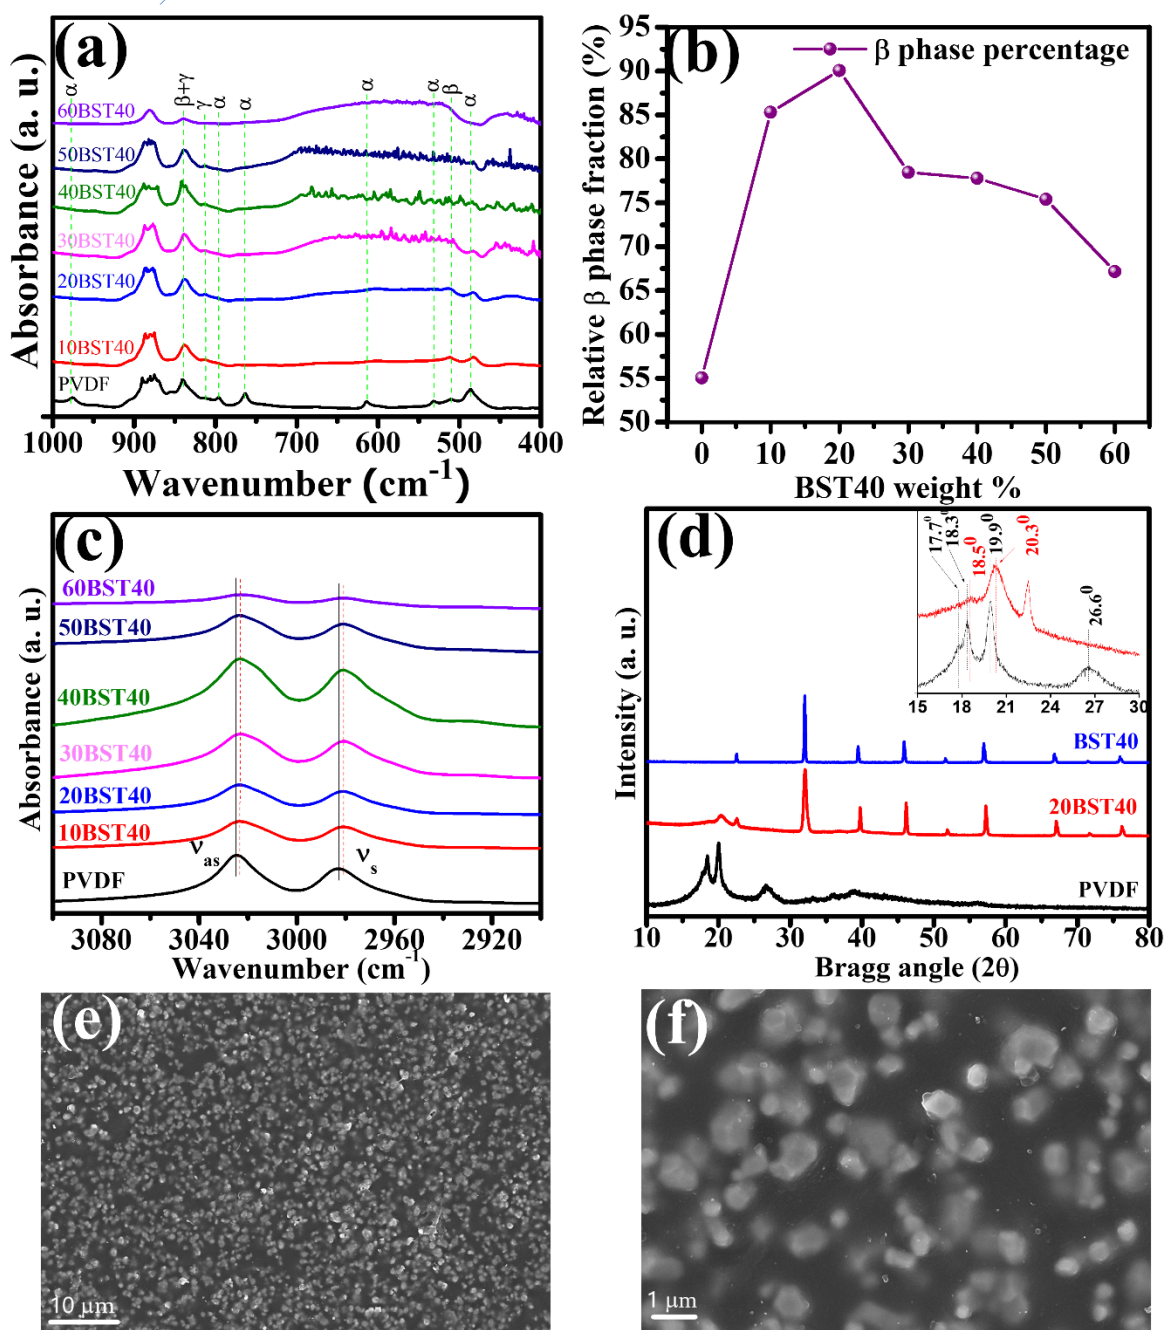 (a)
α
β+γ
γ
α
α
α
α
β
α
60BST40
50BST40
40BST40
30BST40
20BST40
10BST40
PVDF
Absorbance (a. u.)
1000 900 800 700 600 500 400
Wavenumber (cm⁻¹)
(b)
β phase percentage
Relative β phase fraction (%)
95
90
85
80
75
70
65
60
55
50
0 10 20 30 40 50 60
BST40 weight %
(c)
60BST40
50BST40
40BST40
30BST40
20BST40
10BST40
PVDF
ν_as
ν_s
Absorbance (a. u.)
3080 3040 3000 2960 2920
Wavenumber (cm⁻¹)
(d)
17.7⁰
18.3⁰
18.5⁰
19.9⁰
20.3⁰
26.6⁰
15 18 21 24 27 30
BST40
20BST40
PVDF
Intensity (a. u.)
10 20 30 40 50 60 70 80
Bragg angle (2θ)
(e)
10 μm
(f)
1 μm